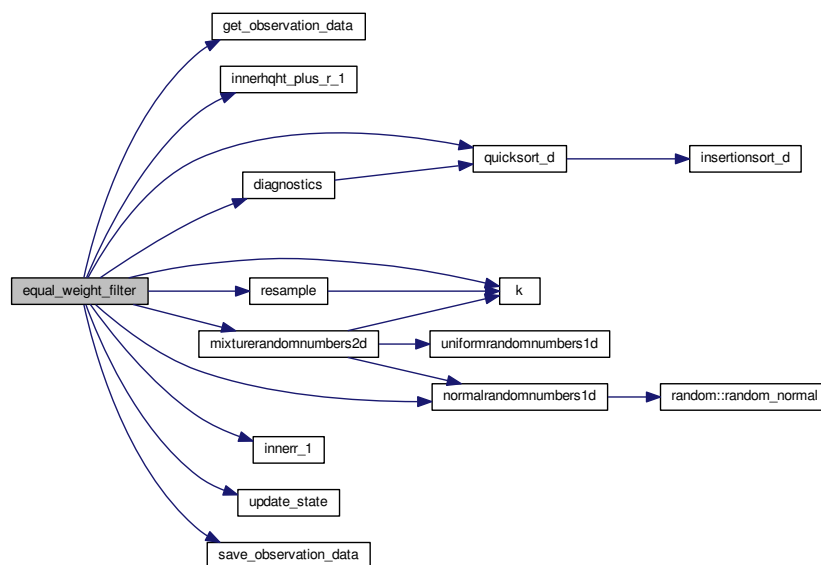 get_observation_data
innerhqht_plus_r_1
quicksort_d
insertionsort_d
diagnostics
equal_weight_filter
resample
k
mixturerandomnumbers2d
uniformrandomnumbers1d
normalrandomnumbers1d
random::random_normal
innerr_1
update_state
save_observation_data